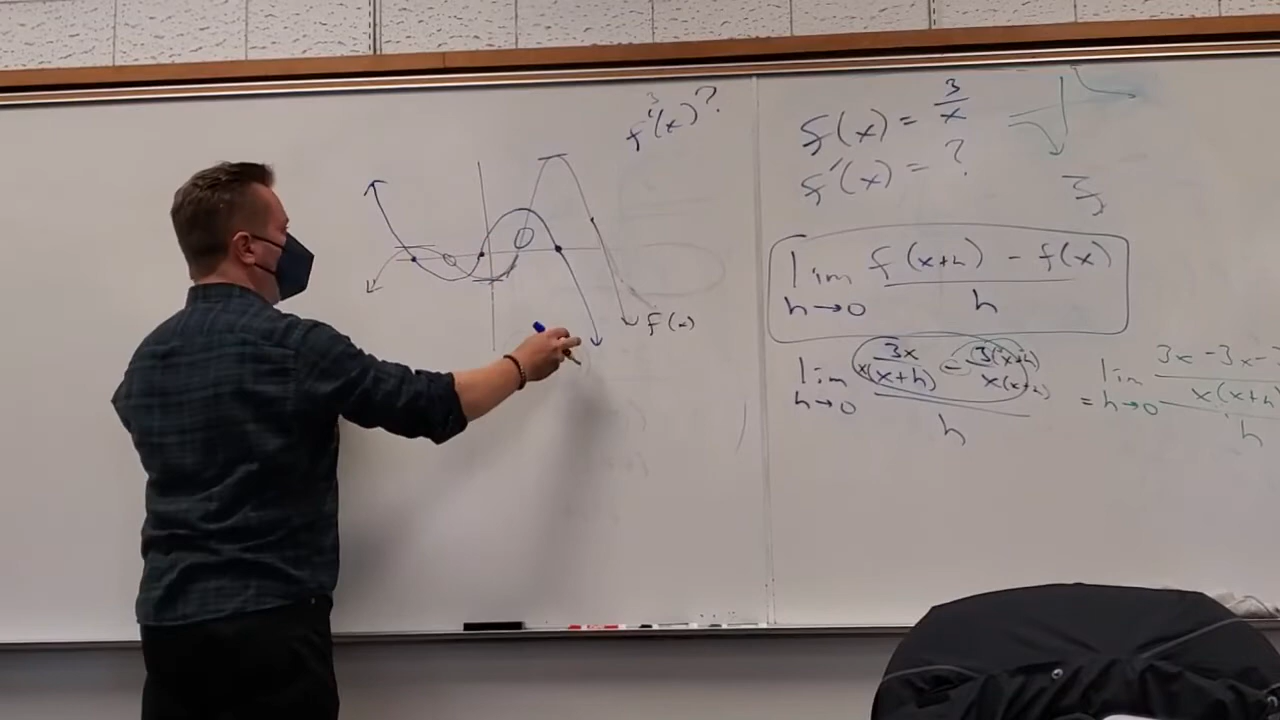 f'(x)?
f(x)
f(x) = 3/x
f'(x) = ?
lim h→0 (f(x+h) - f(x))/h
lim h→0 (3x/(x(x+h)) - 3(x+h)/(x(x+h)))/h
= lim h→0 (3x - 3x -
x(x+h
h